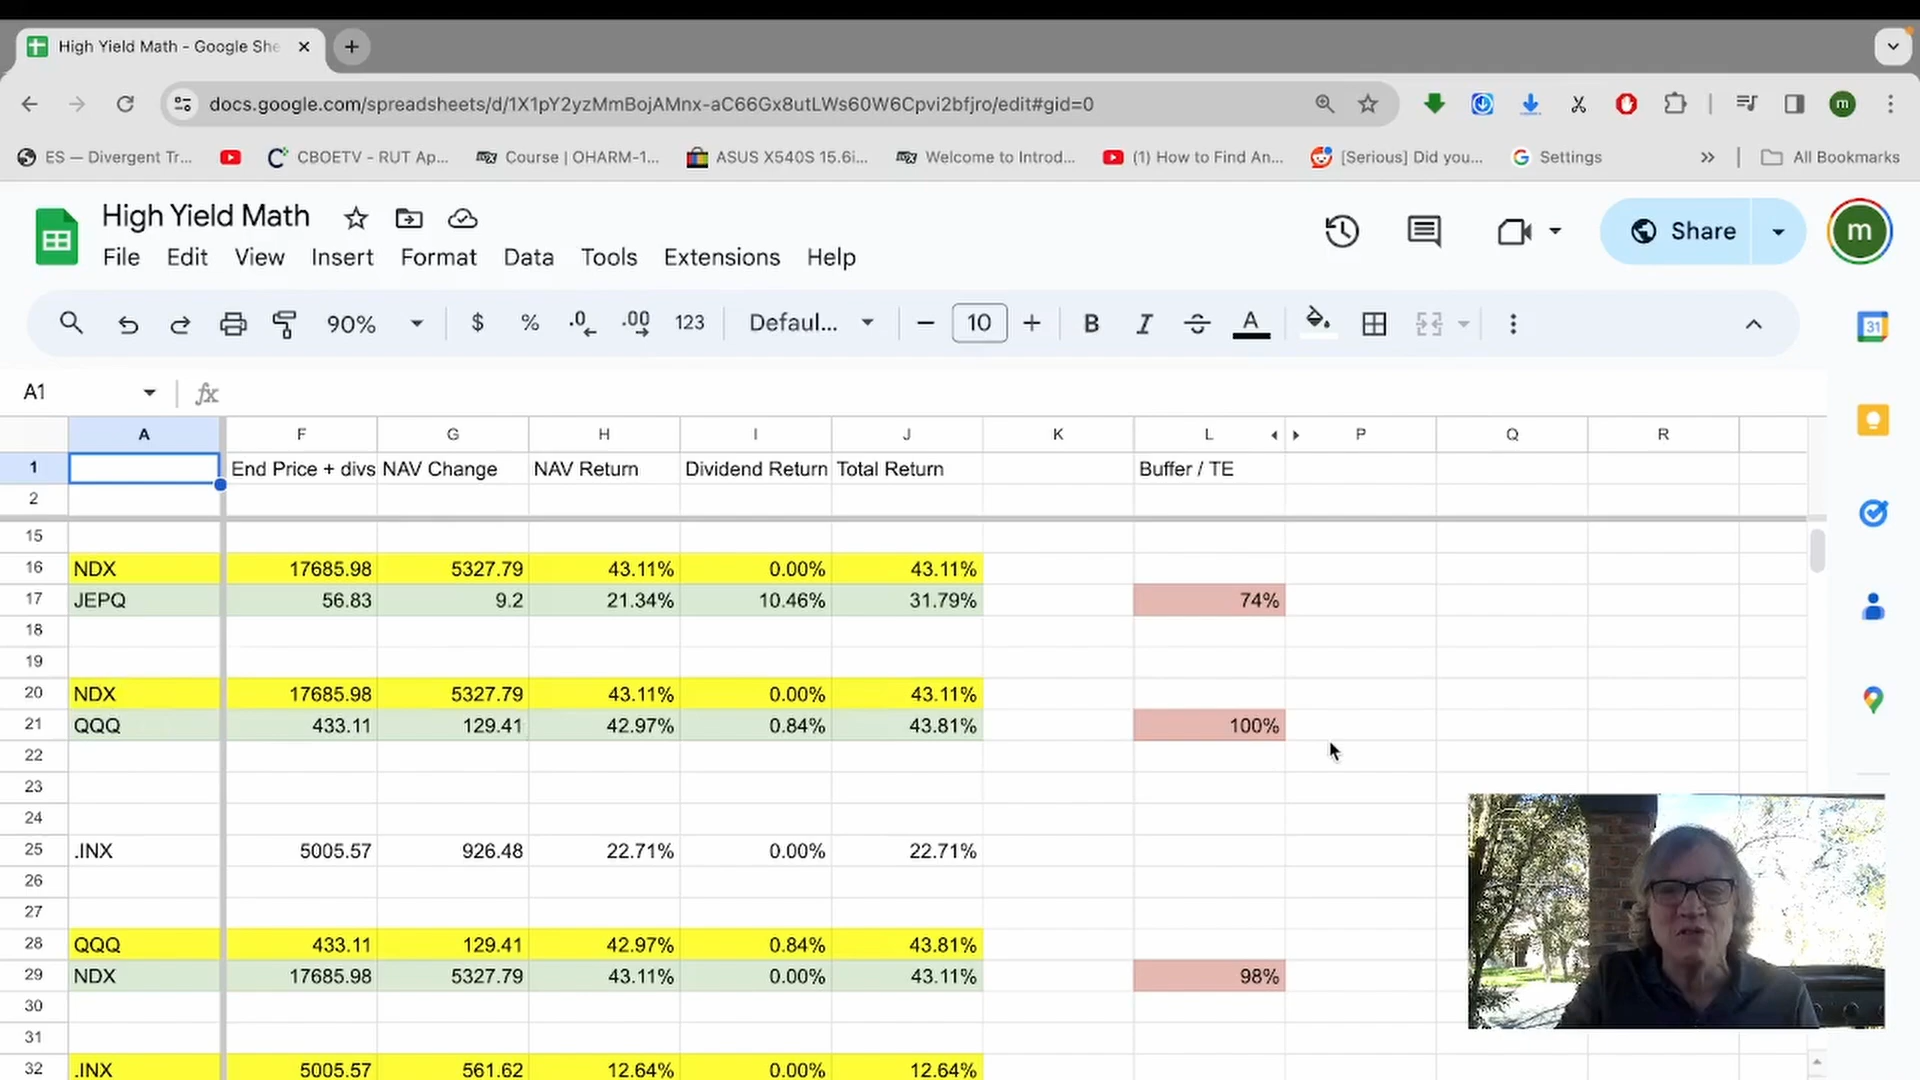 High Yield Math - Google She
docs.google.com/spreadsheets/d/1X1pY2yzMmBojAMnx-aC66Gx8utLWs60W6Cpvi2bfjro/edit#gid=0
m
ES — Divergent Tr... CBOETV - RUT Ap... Course | OHARM-1... ASUS X540S 15.6i... Welcome to Introd... (1) How to Find An... [Serious] Did you... Settings » All Bookmarks
High Yield Math
Share
m
File Edit View Insert Format Data Tools Extensions Help
90% $ % .0 .00 123 Defaul... − 10 + B I S A
31
A1 fx
A F G H I J K L P Q R
1 End Price + divs NAV Change NAV Return Dividend Return Total Return Buffer / TE
2
15
16 NDX 17685.98 5327.79 43.11% 0.00% 43.11%
17 JEPQ 56.83 9.2 21.34% 10.46% 31.79% 74%
18
19
20 NDX 17685.98 5327.79 43.11% 0.00% 43.11%
21 QQQ 433.11 129.41 42.97% 0.84% 43.81% 100%
22
23
24
25 .INX 5005.57 926.48 22.71% 0.00% 22.71%
26
27
28 QQQ 433.11 129.41 42.97% 0.84% 43.81%
29 NDX 17685.98 5327.79 43.11% 0.00% 43.11% 98%
30
31
32 .INX 5005.57 561.62 12.64% 0.00% 12.64%